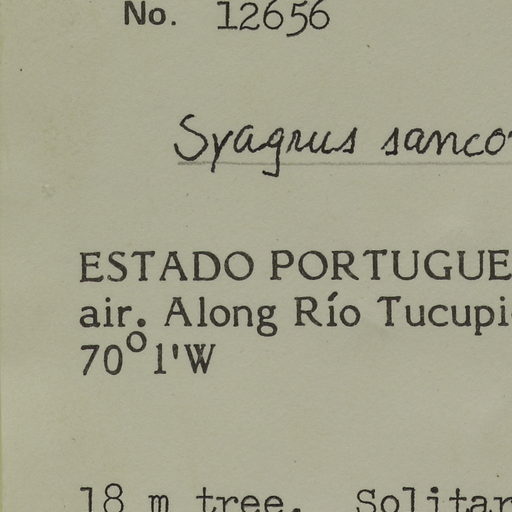 No. 12656
Syagrus sanco
ESTADO PORTUGUE
air. Along Río Tucupi
70°1'W
18 m tree. Solitar